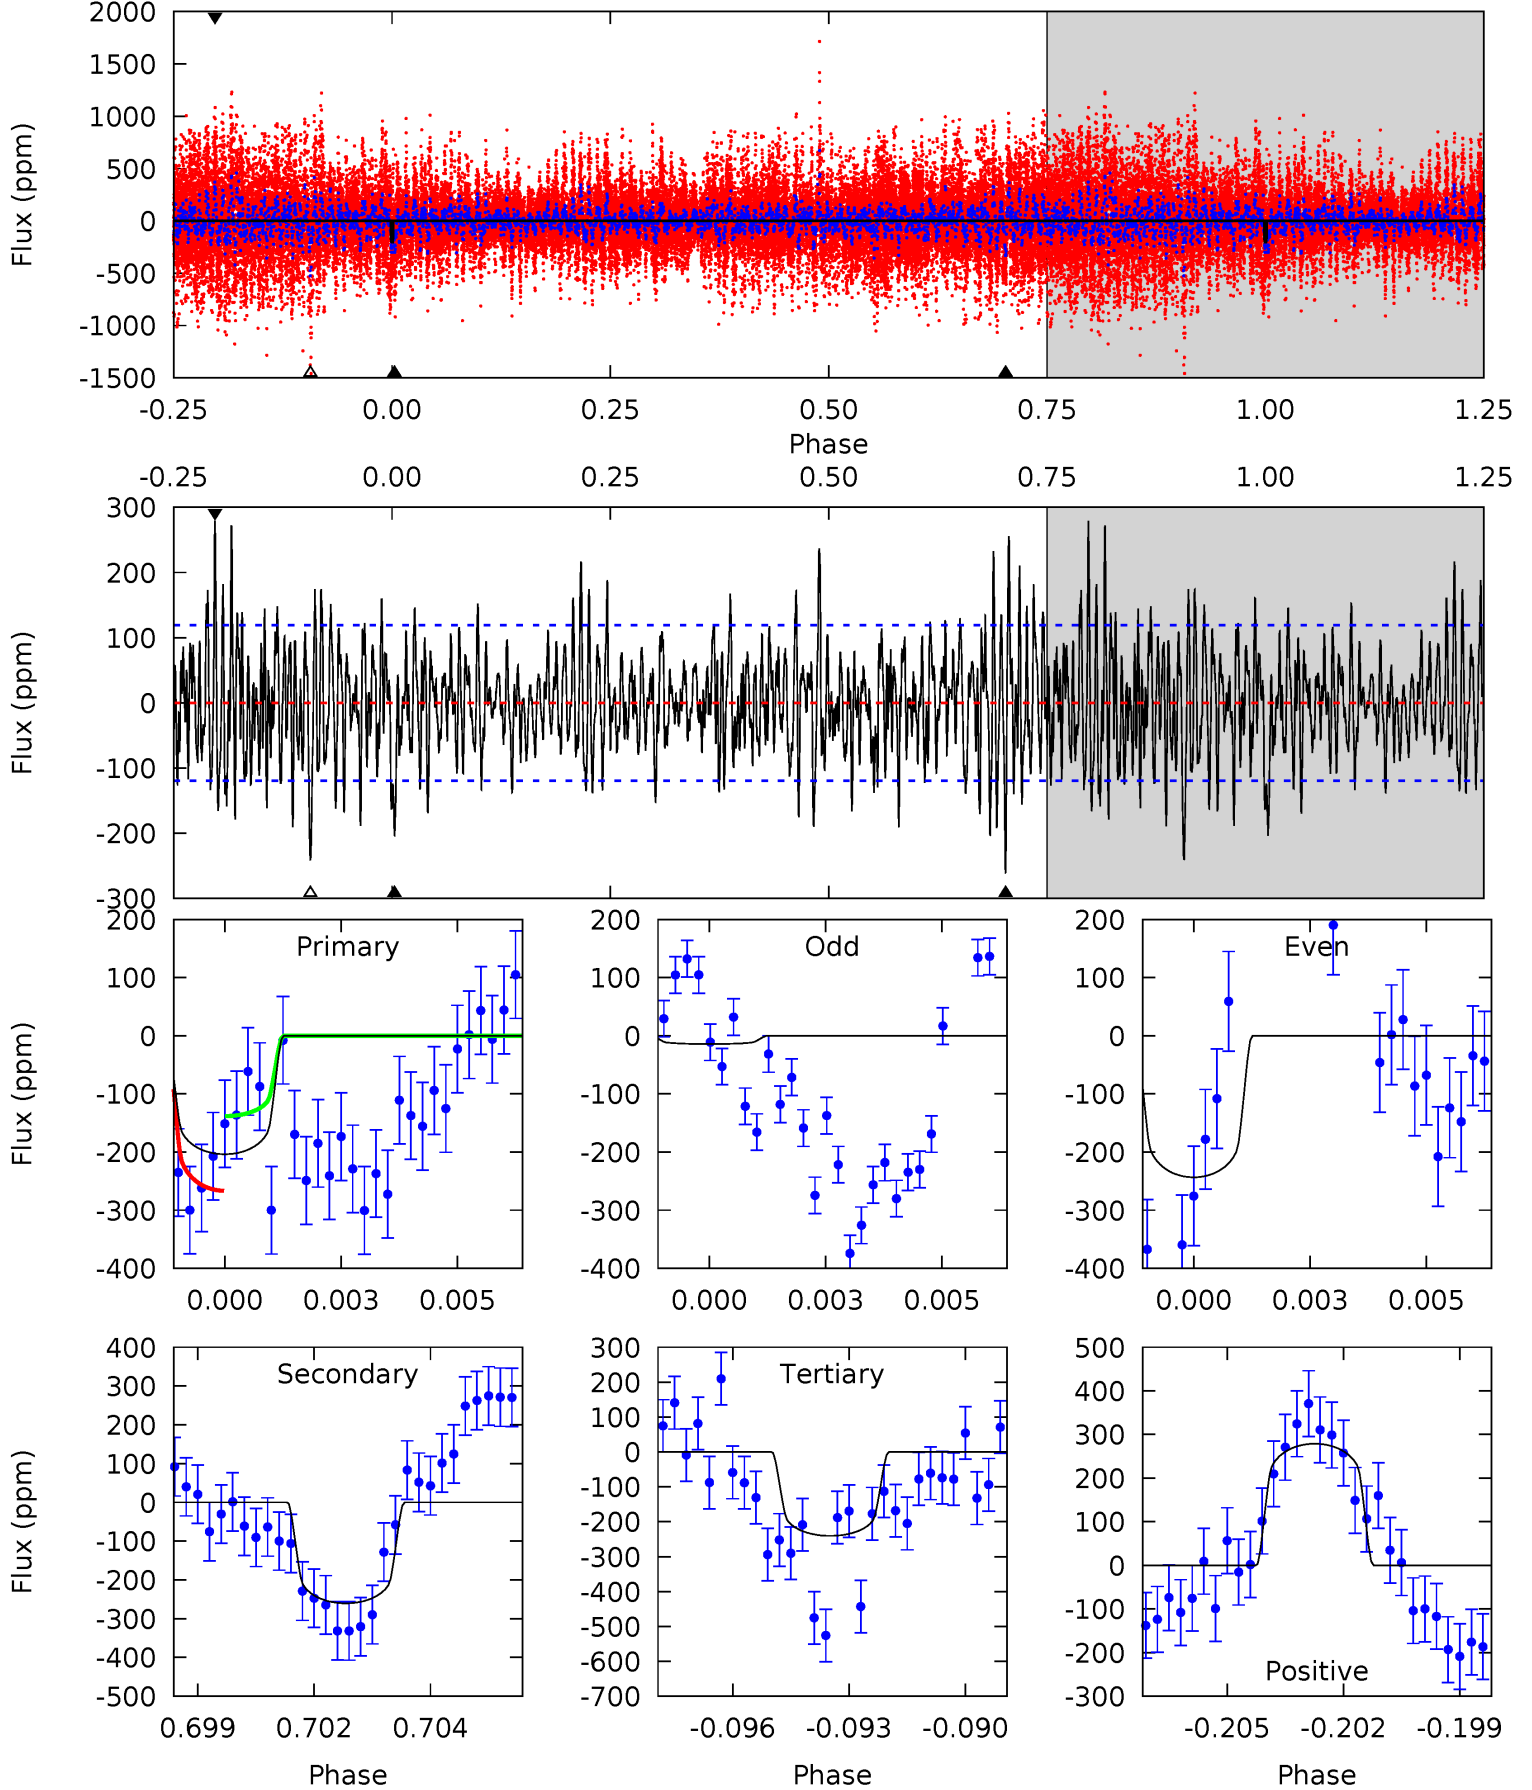 2000
1500
1000
500
0
-500
-1000
-1500
Flux (ppm)
-0.25 0.00 0.25 0.50 0.75 1.00 1.25
Phase
-0.25 0.00 0.25 0.50 0.75 1.00 1.25
300
200
100
0
-100
-200
-300
Flux (ppm)
Primary Odd Even
200 200 200
100 100 100
0 0 0
-100 -100 -100
-200 -200 -200
-300 -300 -300
-400 -400 -400
Flux (ppm)
0.000 0.003 0.005 0.000 0.003 0.005 0.000 0.003 0.005
Secondary Tertiary Positive
400 300 500
300 200 400
200 100 300
100 0 200
0 -100 100
-100 -200 0
-200 -300 -100
-300 -400 -200
-400 -500 -300
-500 -600
-700
Flux (ppm)
0.699 0.702 0.704 -0.096 -0.093 -0.090 -0.205 -0.202 -0.199
Phase Phase Phase